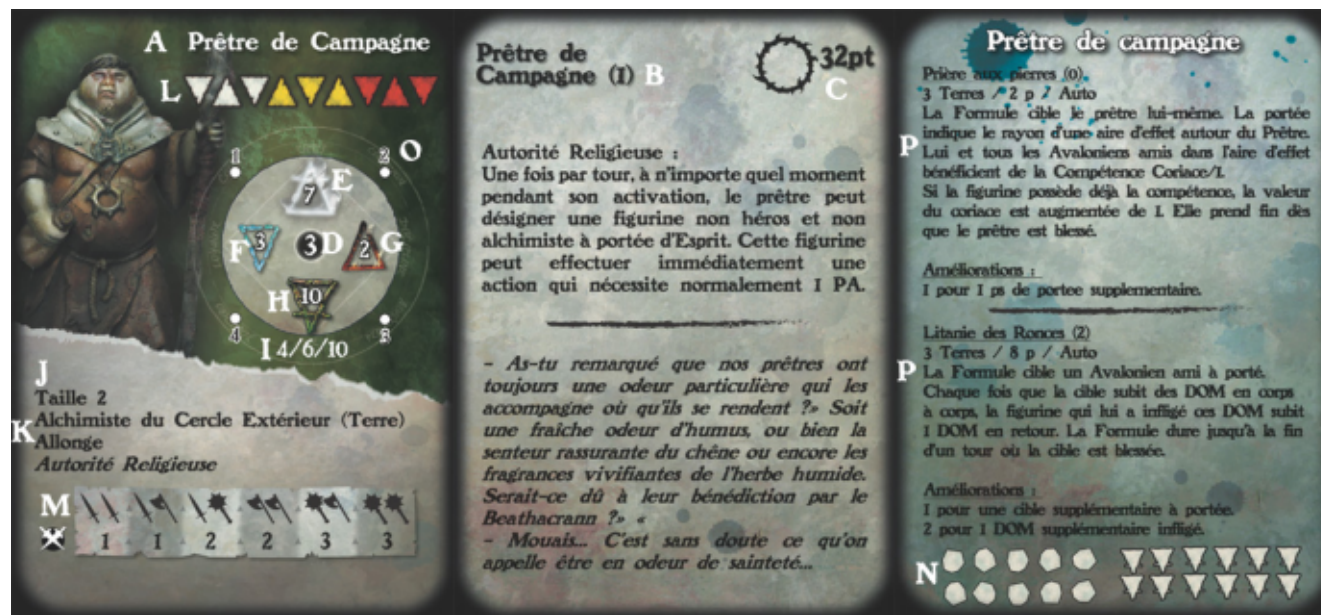 A Prêtre de Campagne
L
1
2 O
7 E
F 3
3 D
2 G
H 10
4
3
I 4/6/10
J
Taille 2
K Alchimiste du Cercle Extérieur (Terre)
Allonge
Autorité Religieuse
M
1 1 2 2 3 3
Prêtre de
Campagne (1) B
32pt
C
Autorité Religieuse :
Une fois par tour, à n'importe quel moment
pendant son activation, le prêtre peut
désigner une figurine non héros et non
alchimiste à portée d'Esprit. Cette figurine
peut effectuer immédiatement une
action qui nécessite normalement 1 PA.
- As-tu remarqué que nos prêtres ont
toujours une odeur particulière qui les
accompagne où qu'ils se rendent ?» Soit
une fraîche odeur d'humus, ou bien la
senteur rassurante du chêne ou encore les
fragrances vivifiantes de l'herbe humide.
Serait-ce dû à leur bénédiction par le
Beathacrann ?» «
- Mouais... C'est sans doute ce qu'on
appelle être en odeur de sainteté...
Prêtre de campagne
Prière aux pierres (0)
3 Terres / 2 p / Auto
P
La Formule cible le prêtre lui-même. La portée
indique le rayon d'une aire d'effet autour du Prêtre.
Lui et tous les Avaloniens amis dans l'aire d'effet
bénéficient de la Compétence Coriace/1.
Si la figurine possède déjà la compétence, la valeur
du coriace est augmentée de 1. Elle prend fin dès
que le prêtre est blessé.
Améliorations :
1 pour 1 ps de portee supplementaire.
Litanie des Ronces (2)
3 Terres / 8 p / Auto
P La Formule cible un Avalonien ami à porté.
Chaque fois que la cible subit des DOM en corps
à corps, la figurine qui lui a infligé ces DOM subit
1 DOM en retour. La Formule dure jusqu'à la fin
d'un tour où la cible est blessée.
Améliorations :
1 pour une cible supplémentaire à portée.
2 pour 1 DOM supplémentaire infligé.
N